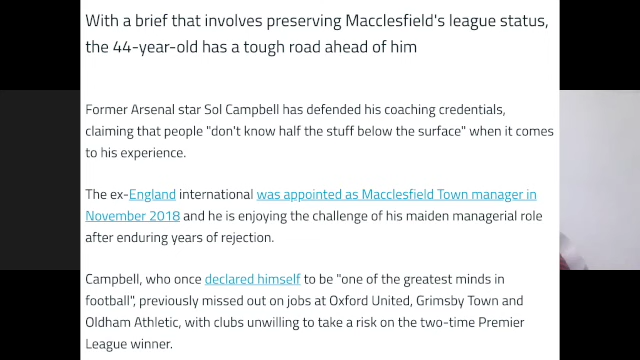 With a brief that involves preserving Macclesfield's league status,
the 44-year-old has a tough road ahead of him
Former Arsenal star Sol Campbell has defended his coaching credentials,
claiming that people "don't know half the stuff below the surface" when it comes
to his experience.
The ex-England international was appointed as Macclesfield Town manager in
November 2018 and he is enjoying the challenge of his maiden managerial role
after enduring years of rejection.
Campbell, who once declared himself to be "one of the greatest minds in
football", previously missed out on jobs at Oxford United, Grimsby Town and
Oldham Athletic, with clubs unwilling to take a risk on the two-time Premier
League winner.